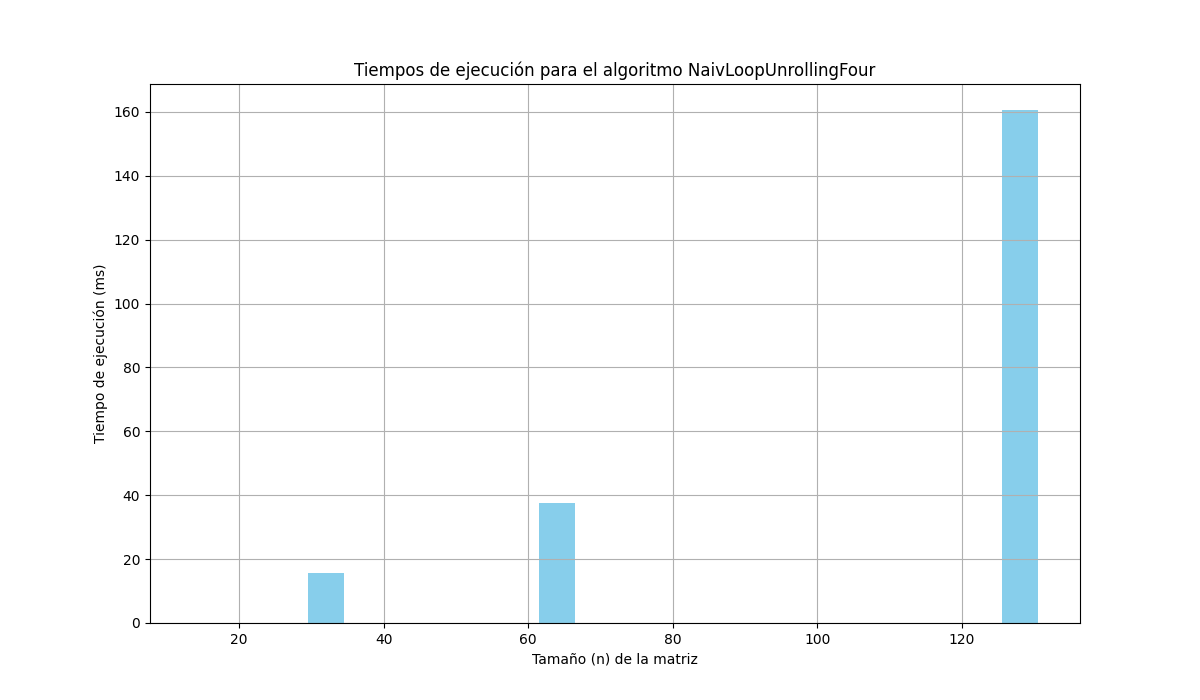 Tiempos de ejecución para el algoritmo NaivLoopUnrollingFour
160
140
120
100
80
60
40
20
0
Tiempo de ejecución (ms)
20 40 60 80 100 120
Tamaño (n) de la matriz